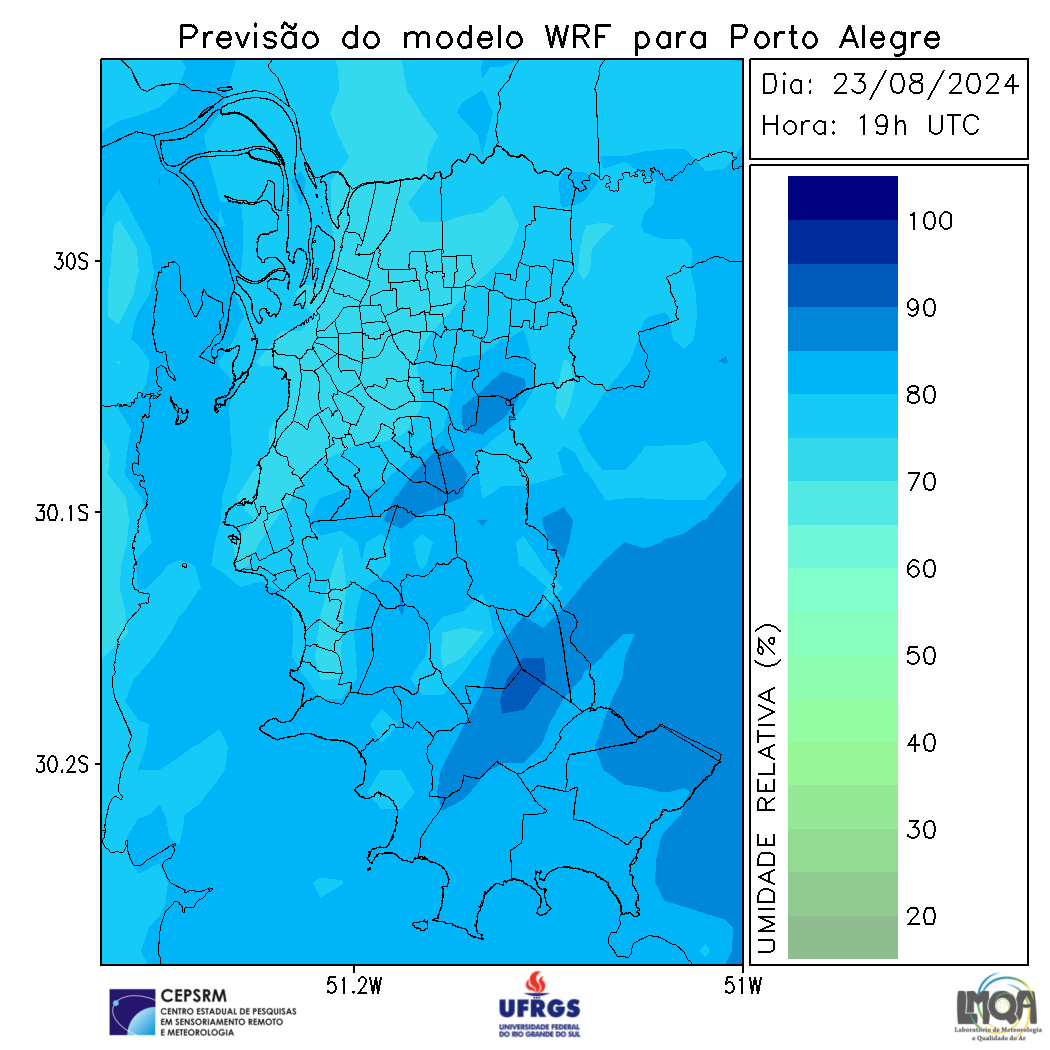 Previsão do modelo WRF para Porto Alegre
Dia: 23/08/2024
Hora: 19h UTC
30S
30.1S
30.2S
51.2W
51W
100
90
80
70
60
50
40
30
20
UMIDADE RELATIVA (%)
CEPSRM
CENTRO ESTADUAL DE PESQUISAS
EM SENSORIAMENTO REMOTO
E METEOROLOGIA
UFRGS
UNIVERSIDADE FEDERAL
DO RIO GRANDE DO SUL
LMQA
Laboratório de Meteorologia
e Qualidade do Ar